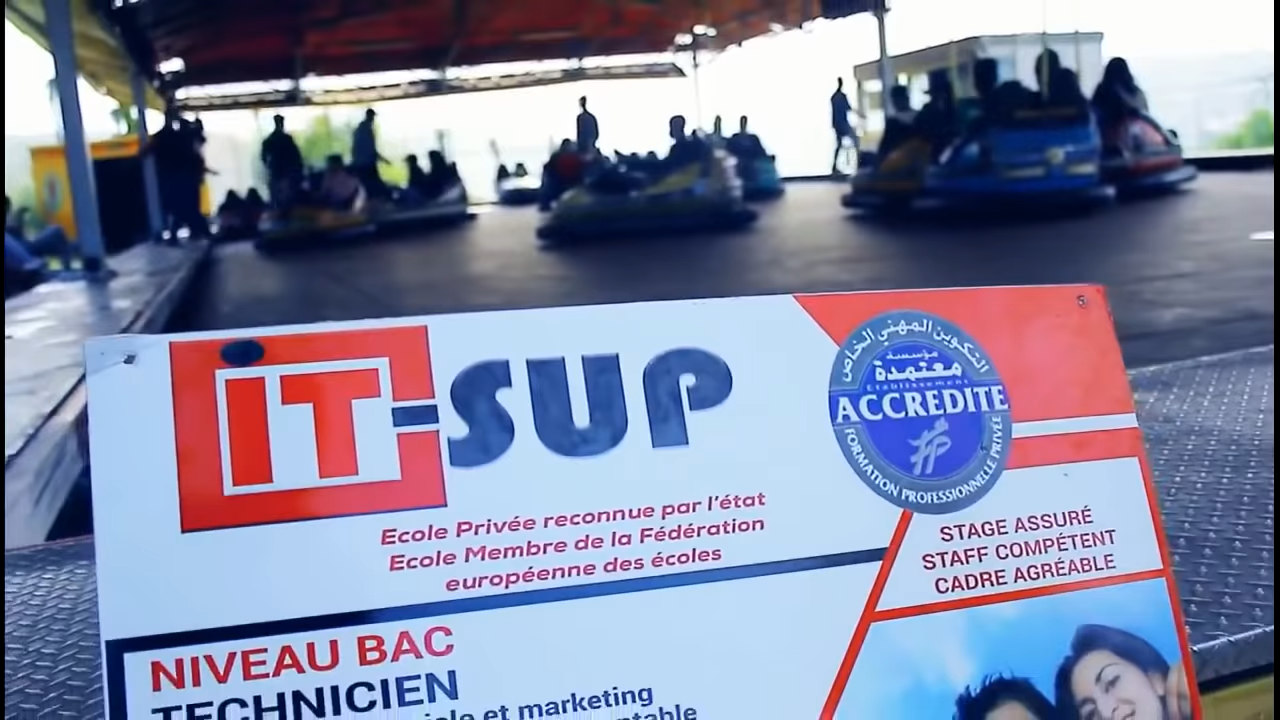 IT-SUP
Ecole Privée reconnue par l'état
Ecole Membre de la Fédération
européenne des écoles
التكوين المهني الخاص
مؤسسة
معتمدة
Etablissement
ACCREDITE
FORMATION PROFESSIONNELLE PRIVÉE
STAGE ASSURÉ
STAFF COMPÉTENT
CADRE AGRÉABLE
NIVEAU BAC
TECHNICIEN
et marketing